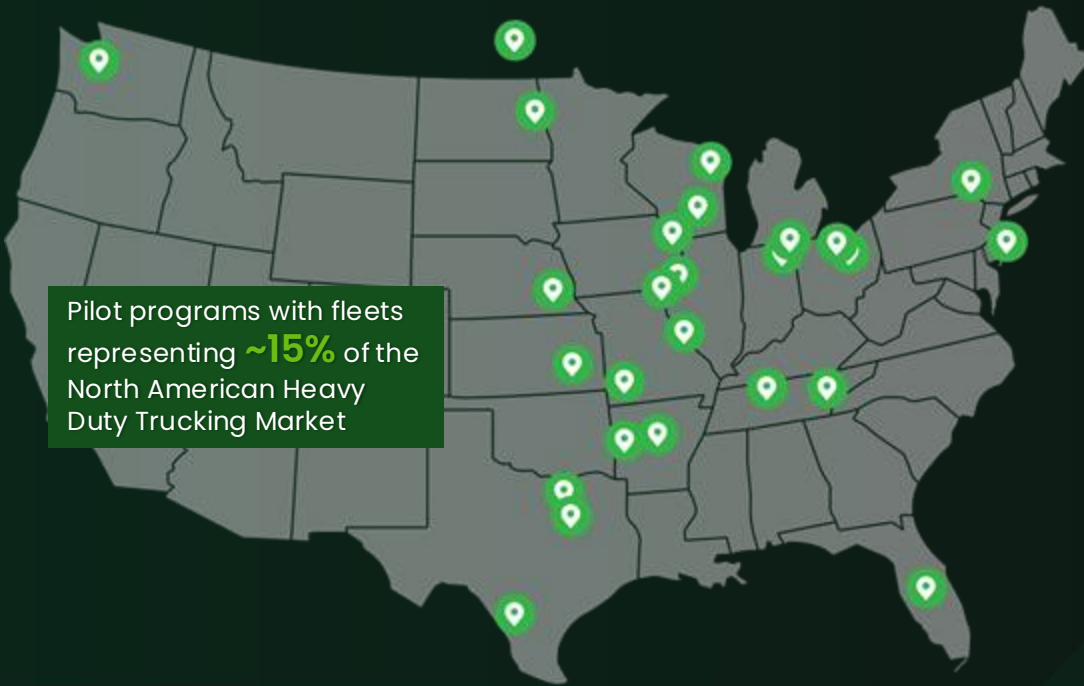 Pilot programs with fleets
representing ~15% of the
North American Heavy
Duty Trucking Market